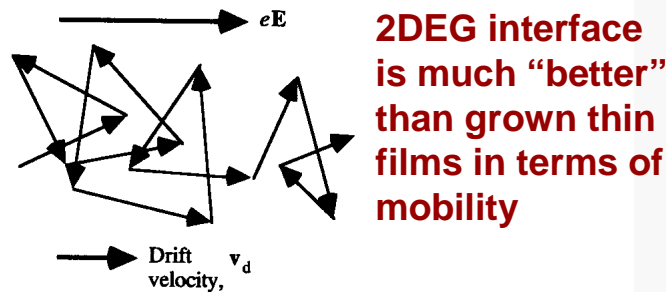 eE
2DEG interface
is much “better”
than grown thin
films in terms of
mobility
Drift v_d
velocity,